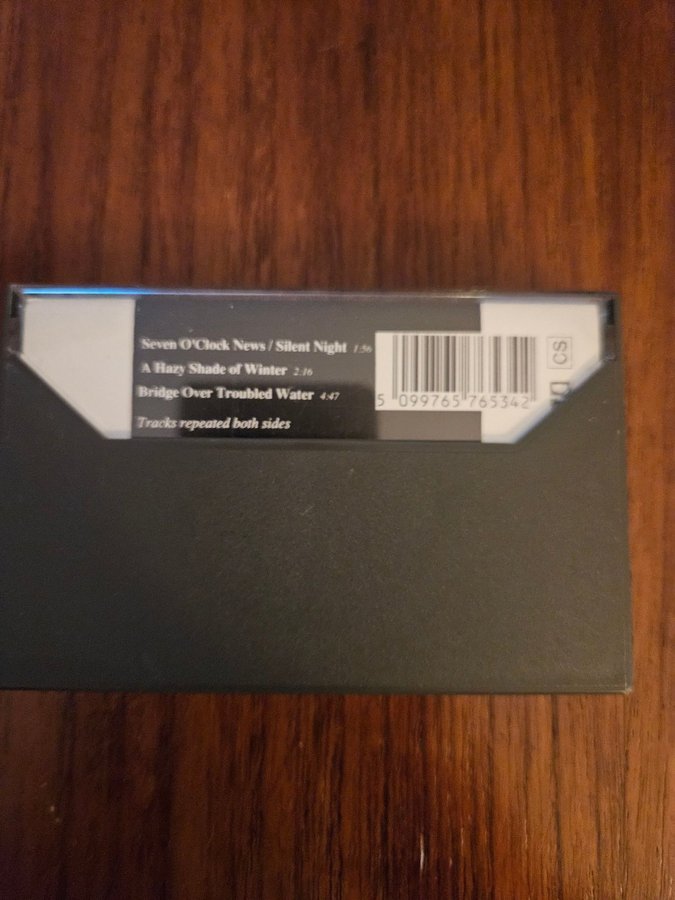 Seven O'Clock News / Silent Night 1:56
A Hazy Shade of Winter 2.16
Bridge Over Troubled Water 4:47
Tracks repeated both sides
5 099765 765342
CS